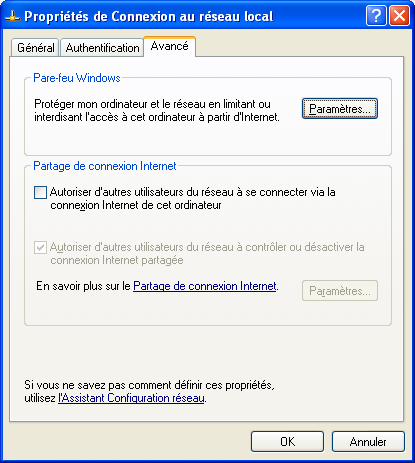 Propriétés de Connexion au réseau local
Général
Authentification
Avancé
Pare-feu Windows
Protéger mon ordinateur et le réseau en limitant ou
interdisant l'accès à cet ordinateur à partir d'Internet.
Paramètres...
Partage de connexion Internet
Autoriser d'autres utilisateurs du réseau à se connecter via la
connexion Internet de cet ordinateur
Autoriser d'autres utilisateurs du réseau à contrôler ou désactiver la
connexion Internet partagée
En savoir plus sur le Partage de connexion Internet.
Paramètres...
Si vous ne savez pas comment définir ces propriétés,
utilisez l'Assistant Configuration réseau.
OK
Annuler